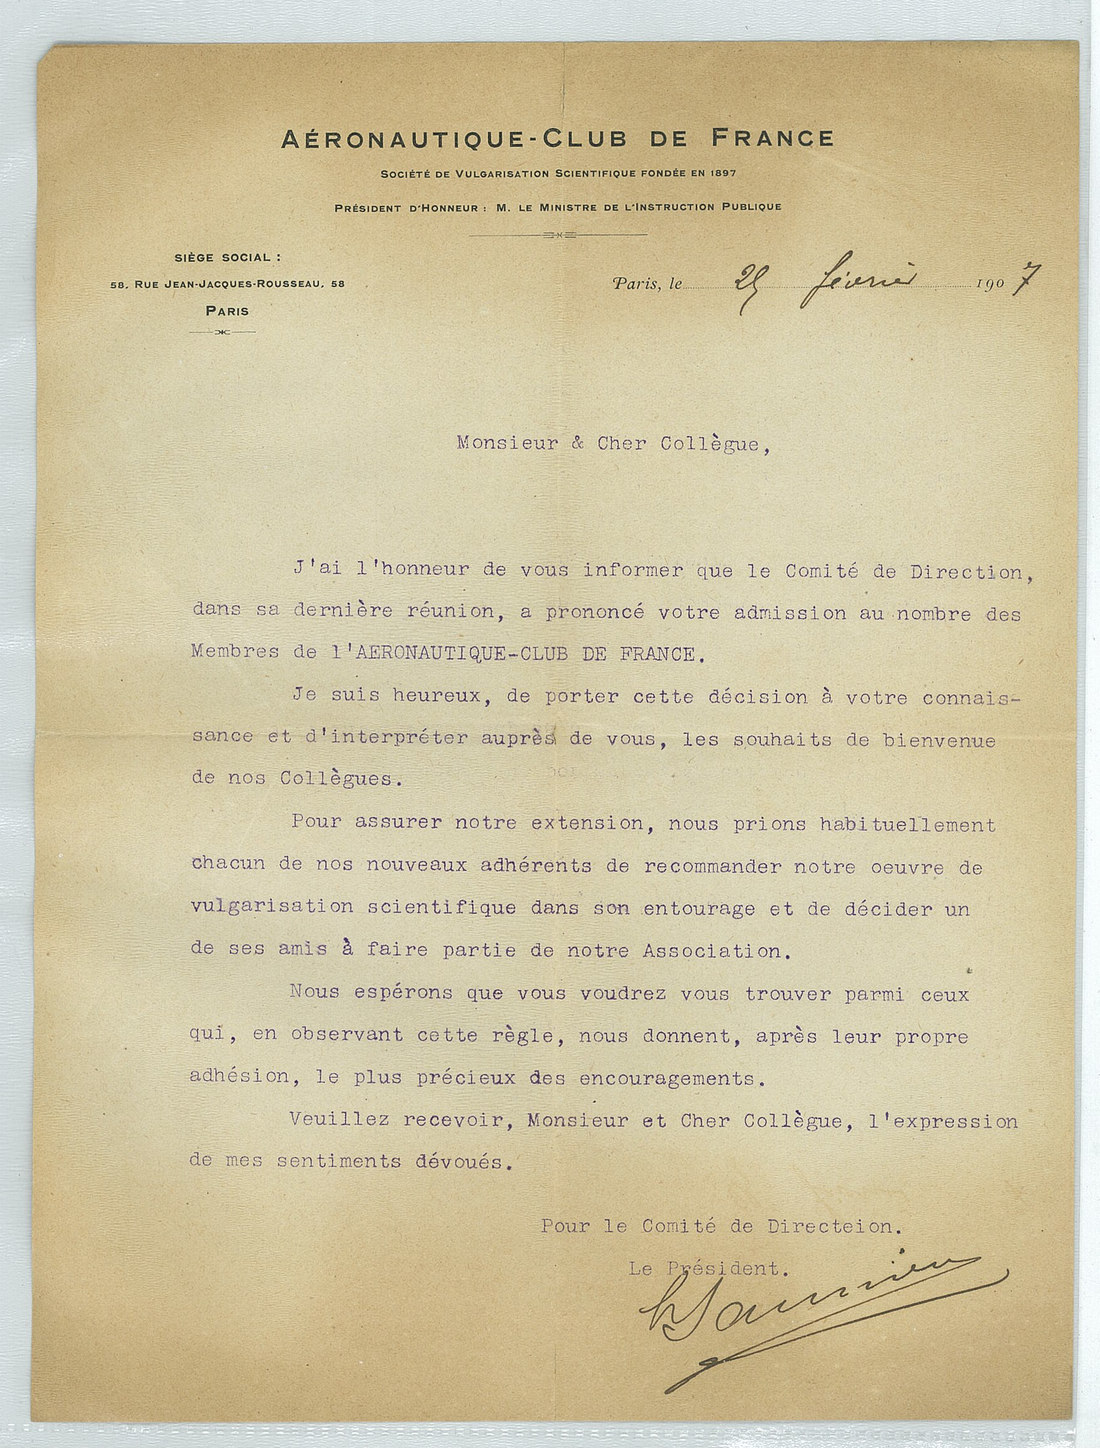 AÉRONAUTIQUE-CLUB DE FRANCE
SOCIÉTÉ DE VULGARISATION SCIENTIFIQUE FONDÉE EN 1897
PRÉSIDENT D'HONNEUR : M. LE MINISTRE DE L'INSTRUCTION PUBLIQUE
SIÈGE SOCIAL :
58, RUE JEAN-JACQUES-ROUSSEAU, 58
PARIS
Paris, le 25 février 1907
Monsieur & Cher Collègue,
J'ai l'honneur de vous informer que le Comité de Direction,
dans sa dernière réunion, a prononcé votre admission au nombre des
Membres de l'AERONAUTIQUE-CLUB DE FRANCE.
Je suis heureux, de porter cette décision à votre connais-
sance et d'interpréter auprès de vous, les souhaits de bienvenue
de nos Collègues.
Pour assurer notre extension, nous prions habituellement
chacun de nos nouveaux adhérents de recommander notre oeuvre de
vulgarisation scientifique dans son entourage et de décider un
de ses amis à faire partie de notre Association.
Nous espérons que vous voudrez vous trouver parmi ceux
qui, en observant cette règle, nous donnent, après leur propre
adhésion, le plus précieux des encouragements.
Veuillez recevoir, Monsieur et Cher Collègue, l'expression
de mes sentiments dévoués.
Pour le Comité de Directeion.
Le Président.
Saunière